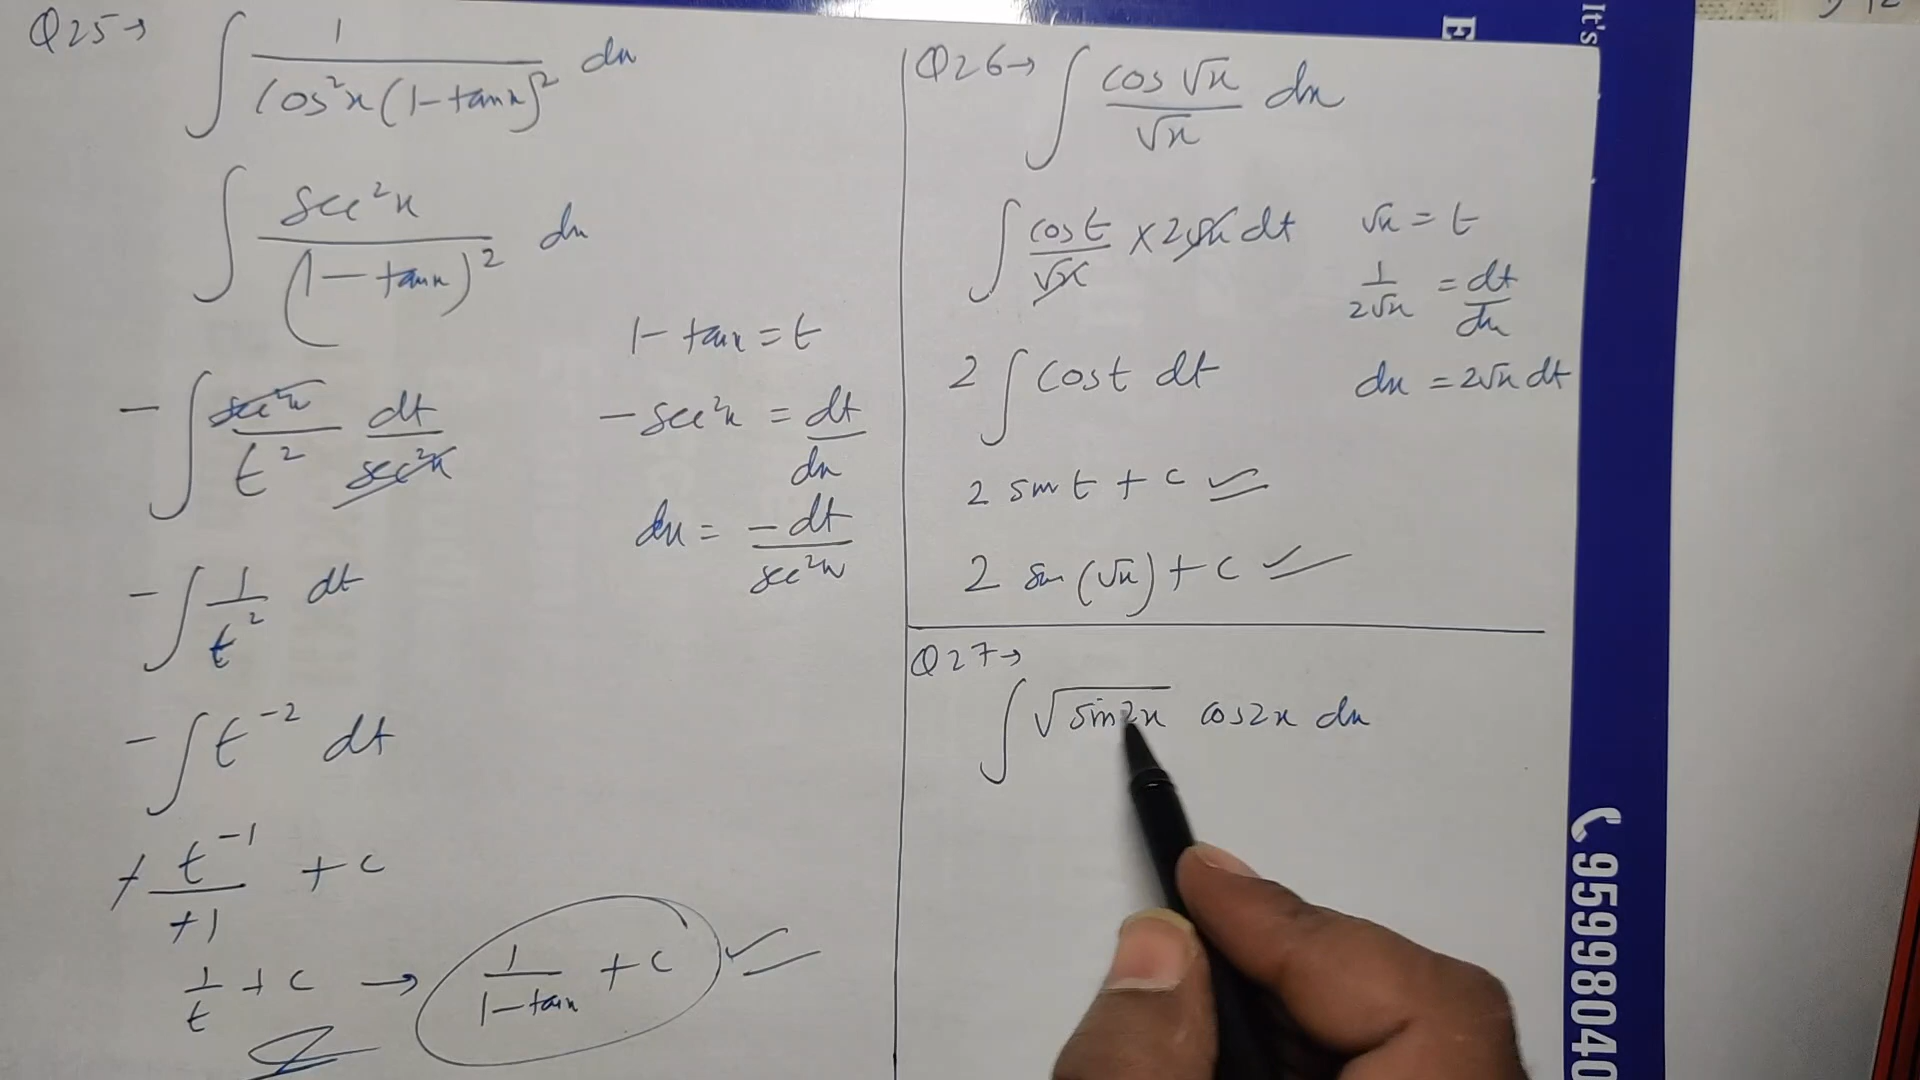 Q25→
∫ 1/(cos²x(1-tanx)²) dx
∫ sec²x/(1-tanx)² dx
1-tanx = t
-∫ sec²x/t² dt/sec²x
-sec²x = dt/dx
dx = -dt/sec²x
-∫ 1/t² dt
-∫ t⁻² dt
+ t⁻¹/+1 + c
1/t + c → 1/(1-tanx) + c
Q26→ ∫ cos√x/√x dx
∫ cost/√x × 2√x dt
√x = t
1/(2√x) = dt/dx
2∫ cost dt
dx = 2√x dt
2 sint + c
2 sin(√x) + c
Q27→
∫ √sin2x cos2x dx
It's
E
95998040